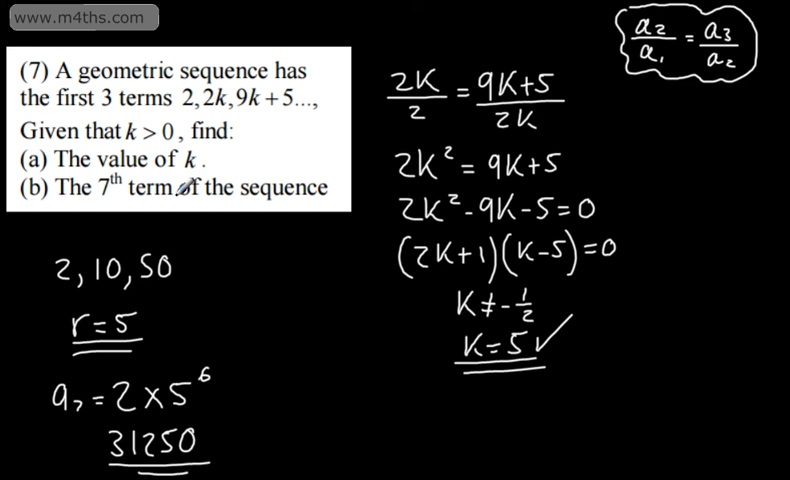 www.m4ths.com
(7) A geometric sequence has
the first 3 terms 2, 2k, 9k + 5...,
Given that k > 0, find:
(a) The value of k .
(b) The 7th term of the sequence
a₂/a₁ = a₃/a₂
2K/2 = 9K+5/2K
2K² = 9K+5
2K²-9K-5=0
(2K+1)(K-5)=0
K≠-1/2
K=5✓
2, 10, 50
r=5
a₇ = 2 × 5⁶
31250